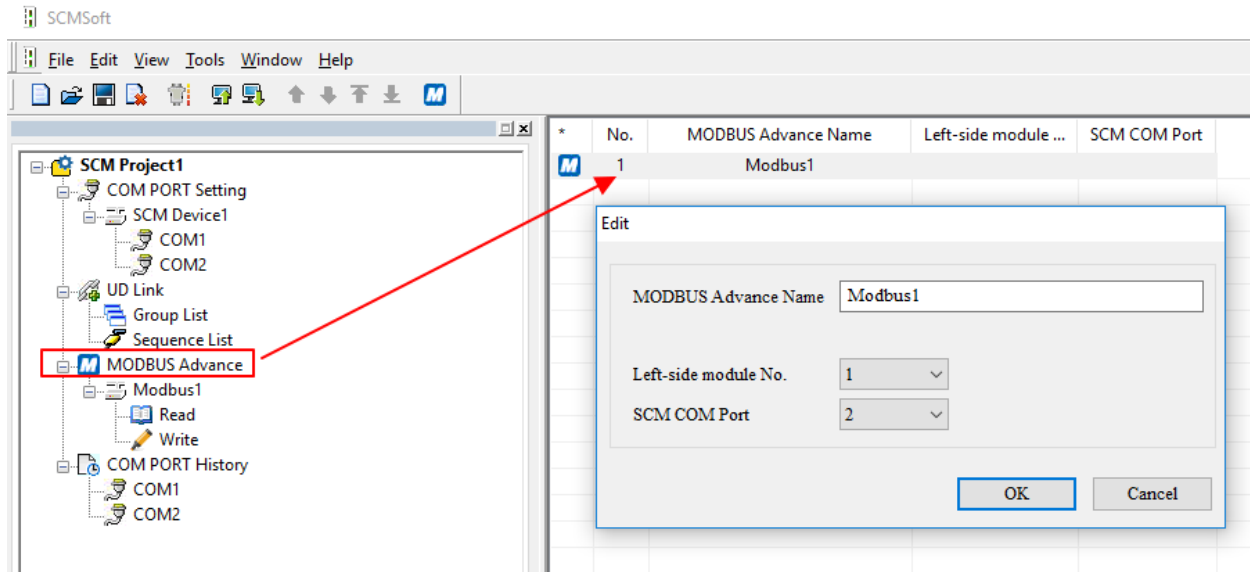 SCMSoft
File Edit View Tools Window Help
M
SCM Project1
COM PORT Setting
SCM Device1
COM1
COM2
UD Link
Group List
Sequence List
M MODBUS Advance
Modbus1
Read
Write
COM PORT History
COM1
COM2
* No. MODBUS Advance Name Left-side module ... SCM COM Port
M 1 Modbus1
Edit
MODBUS Advance Name Modbus1
Left-side module No. 1
SCM COM Port 2
OK Cancel